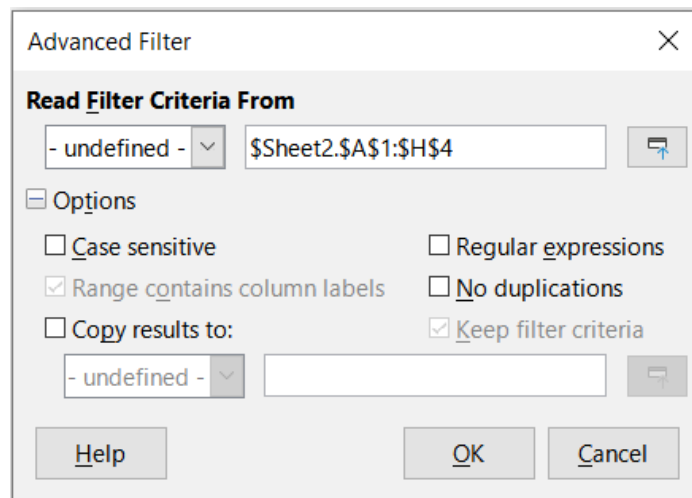 Advanced Filter
Read Filter Criteria From
- undefined - $Sheet2.$A$1:$H$4
Options
Case sensitive Regular expressions
Range contains column labels No duplications
Copy results to: Keep filter criteria
- undefined -
Help OK Cancel